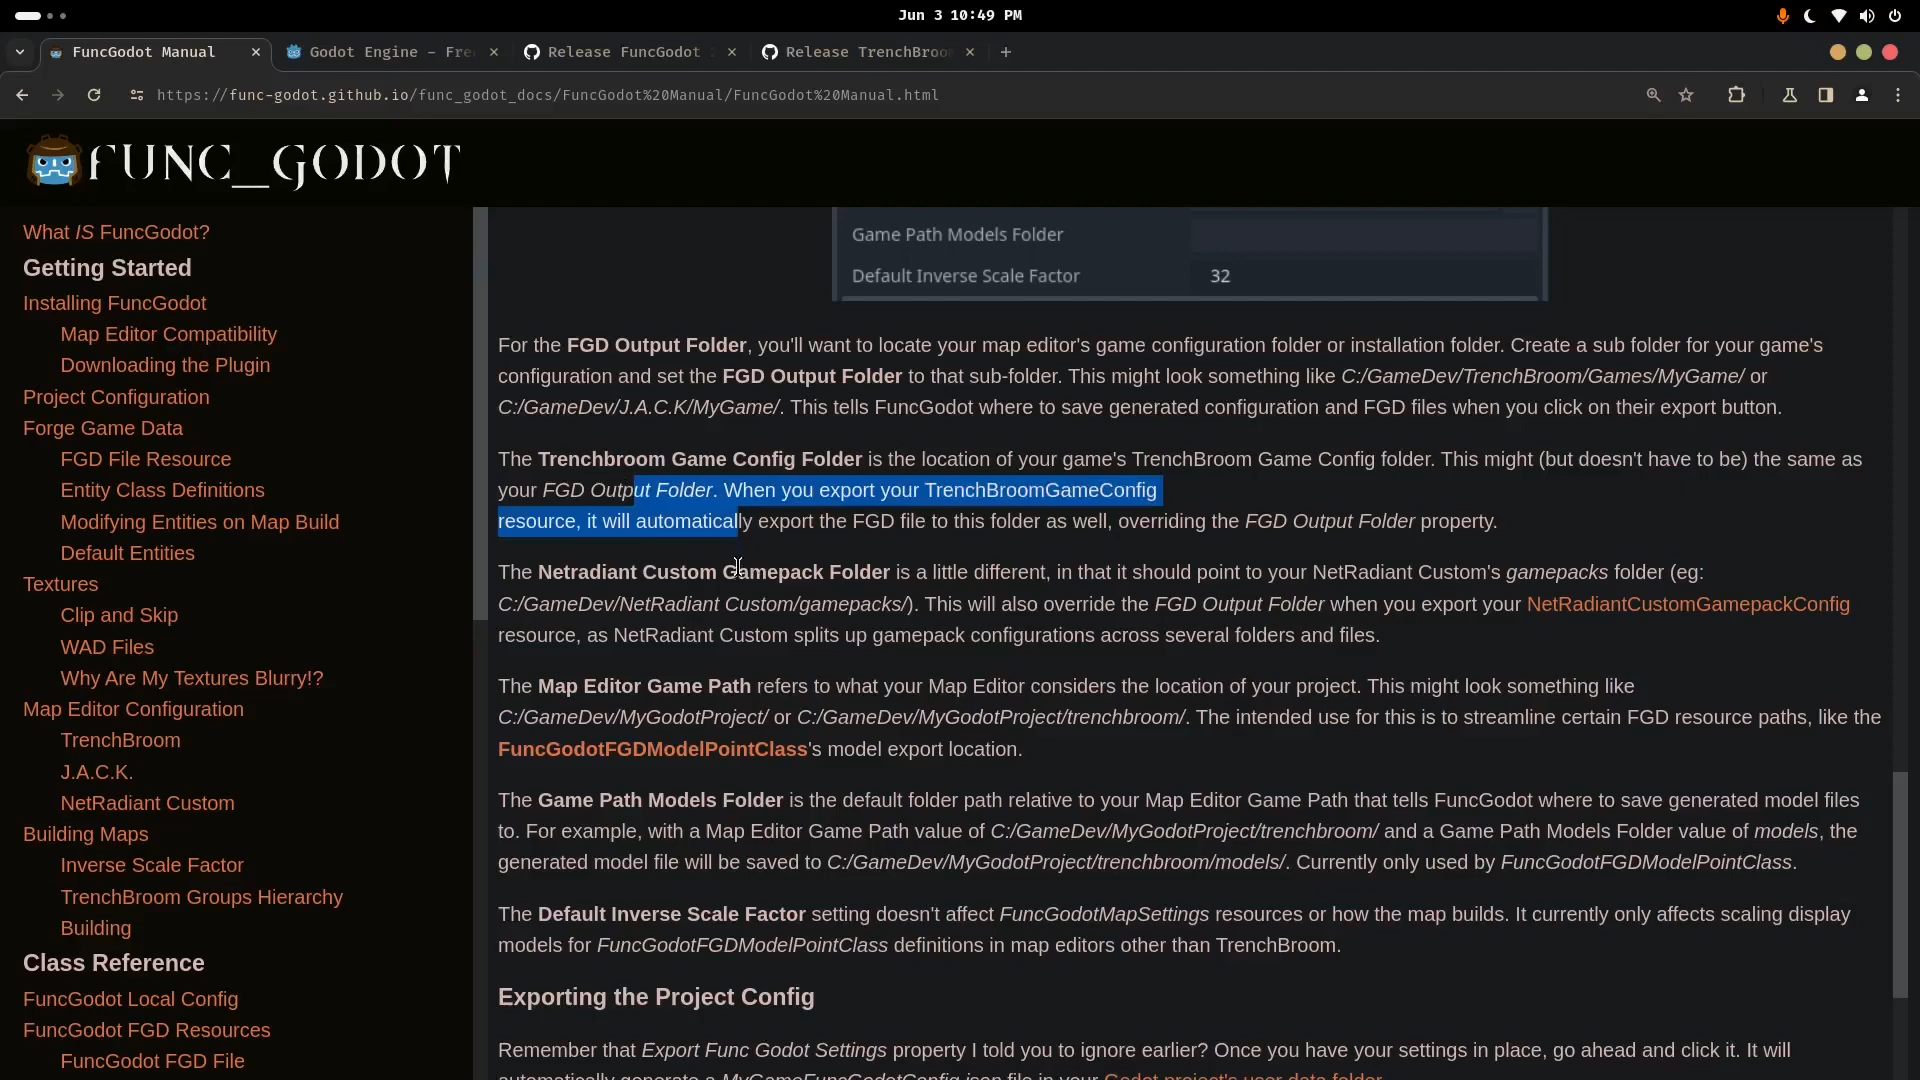 Jun 3 10:49 PM
FuncGodot Manual
Godot Engine - Fre
Release FuncGodot
Release TrenchBroo
https://func-godot.github.io/func_godot_docs/FuncGodot%20Manual/FuncGodot%20Manual.html
FUNC_GODOT
What IS FuncGodot?
Getting Started
Installing FuncGodot
Map Editor Compatibility
Downloading the Plugin
Project Configuration
Forge Game Data
FGD File Resource
Entity Class Definitions
Modifying Entities on Map Build
Default Entities
Textures
Clip and Skip
WAD Files
Why Are My Textures Blurry!?
Map Editor Configuration
TrenchBroom
J.A.C.K.
NetRadiant Custom
Building Maps
Inverse Scale Factor
TrenchBroom Groups Hierarchy
Building
Class Reference
FuncGodot Local Config
FuncGodot FGD Resources
FuncGodot FGD File
Game Path Models Folder
Default Inverse Scale Factor 32
For the FGD Output Folder, you'll want to locate your map editor's game configuration folder or installation folder. Create a sub folder for your game's
configuration and set the FGD Output Folder to that sub-folder. This might look something like C:/GameDev/TrenchBroom/Games/MyGame/ or
C:/GameDev/J.A.C.K/MyGame/. This tells FuncGodot where to save generated configuration and FGD files when you click on their export button.
The Trenchbroom Game Config Folder is the location of your game's TrenchBroom Game Config folder. This might (but doesn't have to be) the same as
your FGD Output Folder. When you export your TrenchBroomGameConfig
resource, it will automatically export the FGD file to this folder as well, overriding the FGD Output Folder property.
The Netradiant Custom Gamepack Folder is a little different, in that it should point to your NetRadiant Custom's gamepacks folder (eg:
C:/GameDev/NetRadiant Custom/gamepacks/). This will also override the FGD Output Folder when you export your NetRadiantCustomGamepackConfig
resource, as NetRadiant Custom splits up gamepack configurations across several folders and files.
The Map Editor Game Path refers to what your Map Editor considers the location of your project. This might look something like
C:/GameDev/MyGodotProject/ or C:/GameDev/MyGodotProject/trenchbroom/. The intended use for this is to streamline certain FGD resource paths, like the
FuncGodotFGDModelPointClass's model export location.
The Game Path Models Folder is the default folder path relative to your Map Editor Game Path that tells FuncGodot where to save generated model files
to. For example, with a Map Editor Game Path value of C:/GameDev/MyGodotProject/trenchbroom/ and a Game Path Models Folder value of models, the
generated model file will be saved to C:/GameDev/MyGodotProject/trenchbroom/models/. Currently only used by FuncGodotFGDModelPointClass.
The Default Inverse Scale Factor setting doesn't affect FuncGodotMapSettings resources or how the map builds. It currently only affects scaling display
models for FuncGodotFGDModelPointClass definitions in map editors other than TrenchBroom.
Exporting the Project Config
Remember that Export Func Godot Settings property I told you to ignore earlier? Once you have your settings in place, go ahead and click it. It will
automatically generate a MyGameFuncGodotConfig.json file in your Godot project's user data folder.